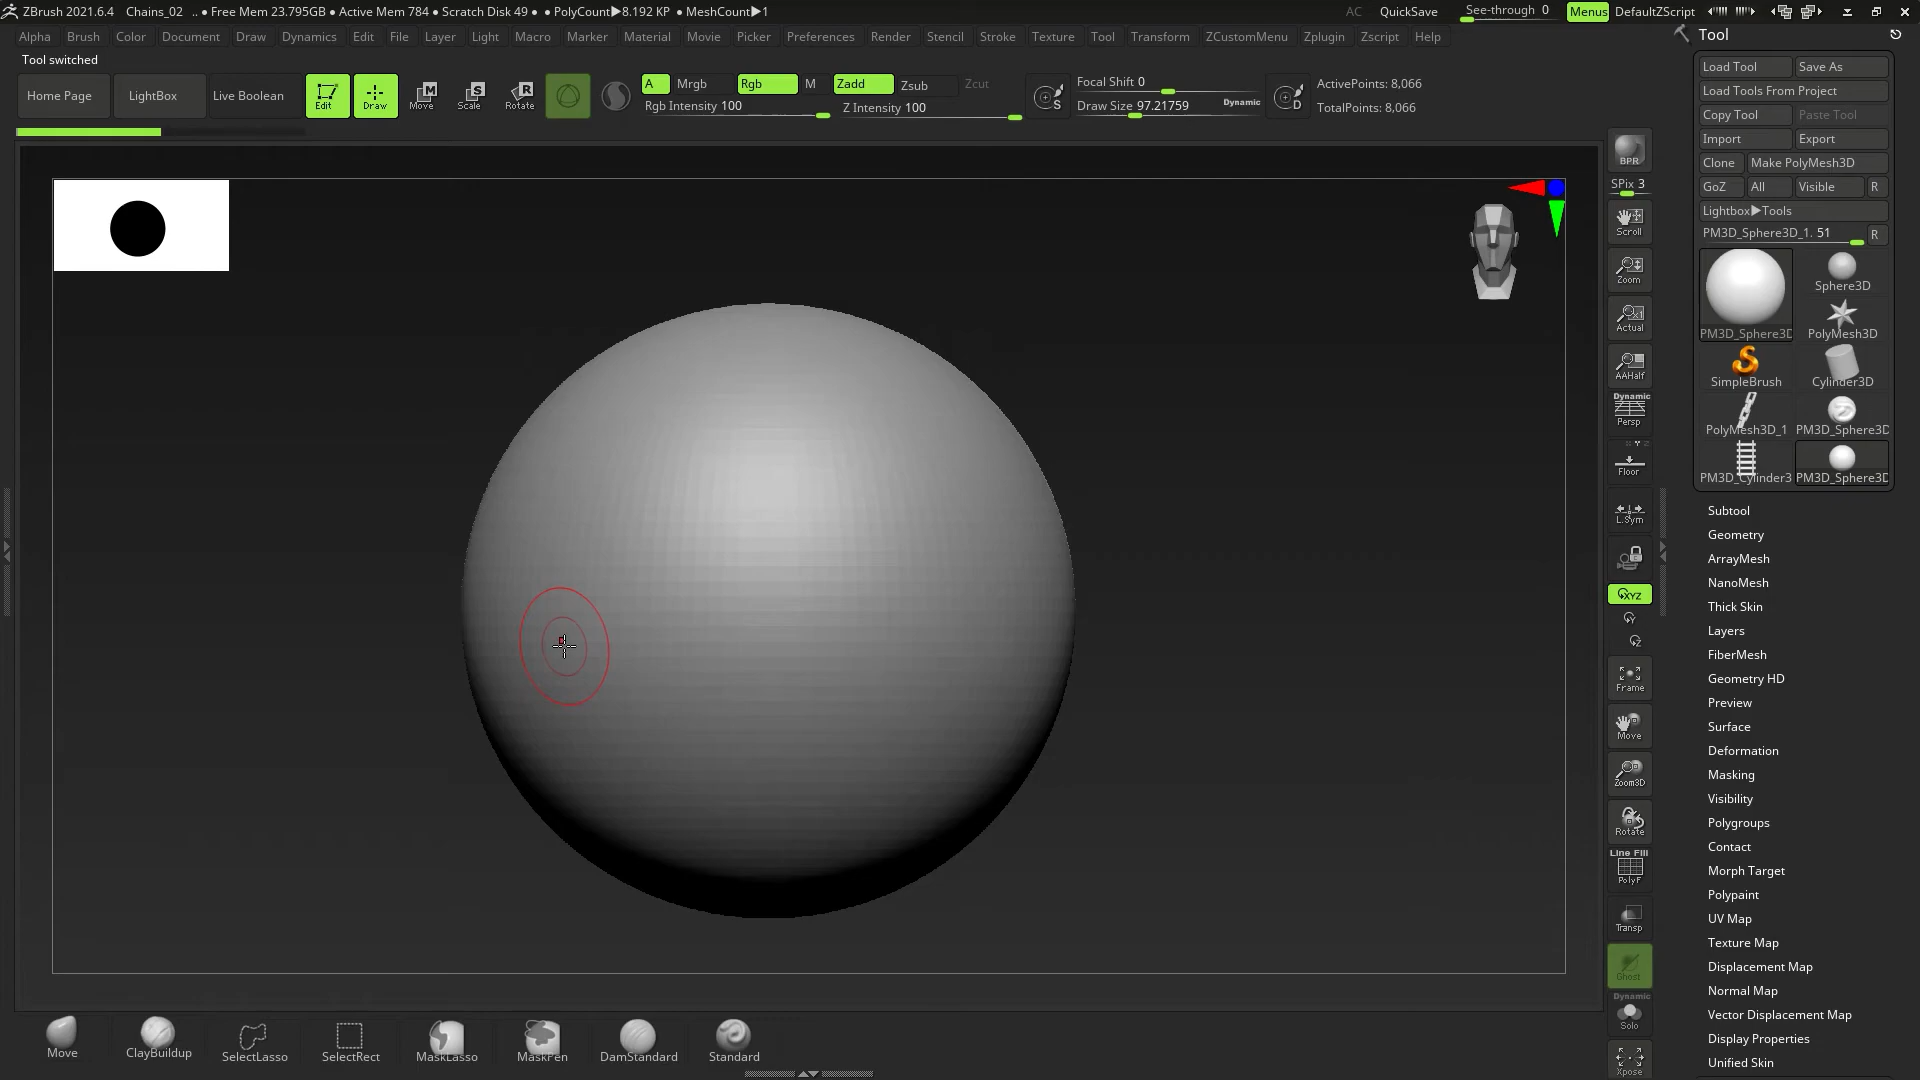 ZBrush 2021.6.4 Chains_02 .. ● Free Mem 23.795GB ● Active Mem 784 ● Scratch Disk 49 ● ● PolyCount▶8.192 KP ● MeshCount▶1 AC QuickSave See-through 0 Menus DefaultZScript
Alpha Brush Color Document Draw Dynamics Edit File Layer Light Macro Marker Material Movie Picker Preferences Render Stencil Stroke Texture Tool Transform ZCustomMenu Zplugin Zscript Help
Tool switched
Home Page LightBox Live Boolean Edit Draw Move Scale Rotate
M S R
A Mrgb Rgb M Zadd Zsub Zcut
Rgb Intensity 100 Z Intensity 100
S Focal Shift 0
Draw Size 97.21759 Dynamic D
ActivePoints: 8,066
TotalPoints: 8,066
BPR
SPix 3
Scroll
Zoom
Actual
AAHalf
Dynamic
Persp
Floor
L.Sym
XYZ
Y
Z
Frame
Move
Zoom3D
Rotate
Line Fill
PolyF
Transp
Ghost
Dynamic
Solo
Xpose
Tool
Load Tool Save As
Load Tools From Project
Copy Tool Paste Tool
Import Export
Clone Make PolyMesh3D
GoZ All Visible R
Lightbox▶Tools
PM3D_Sphere3D_1. 51 R
PM3D_Sphere3D Sphere3D
PolyMesh3D
SimpleBrush Cylinder3D
PolyMesh3D_1 PM3D_Sphere3D
PM3D_Cylinder3 PM3D_Sphere3D
Subtool
Geometry
ArrayMesh
NanoMesh
Thick Skin
Layers
FiberMesh
Geometry HD
Preview
Surface
Deformation
Masking
Visibility
Polygroups
Contact
Morph Target
Polypaint
UV Map
Texture Map
Displacement Map
Normal Map
Vector Displacement Map
Display Properties
Unified Skin
Move ClayBuildup SelectLasso SelectRect MaskLasso MaskPen DamStandard Standard